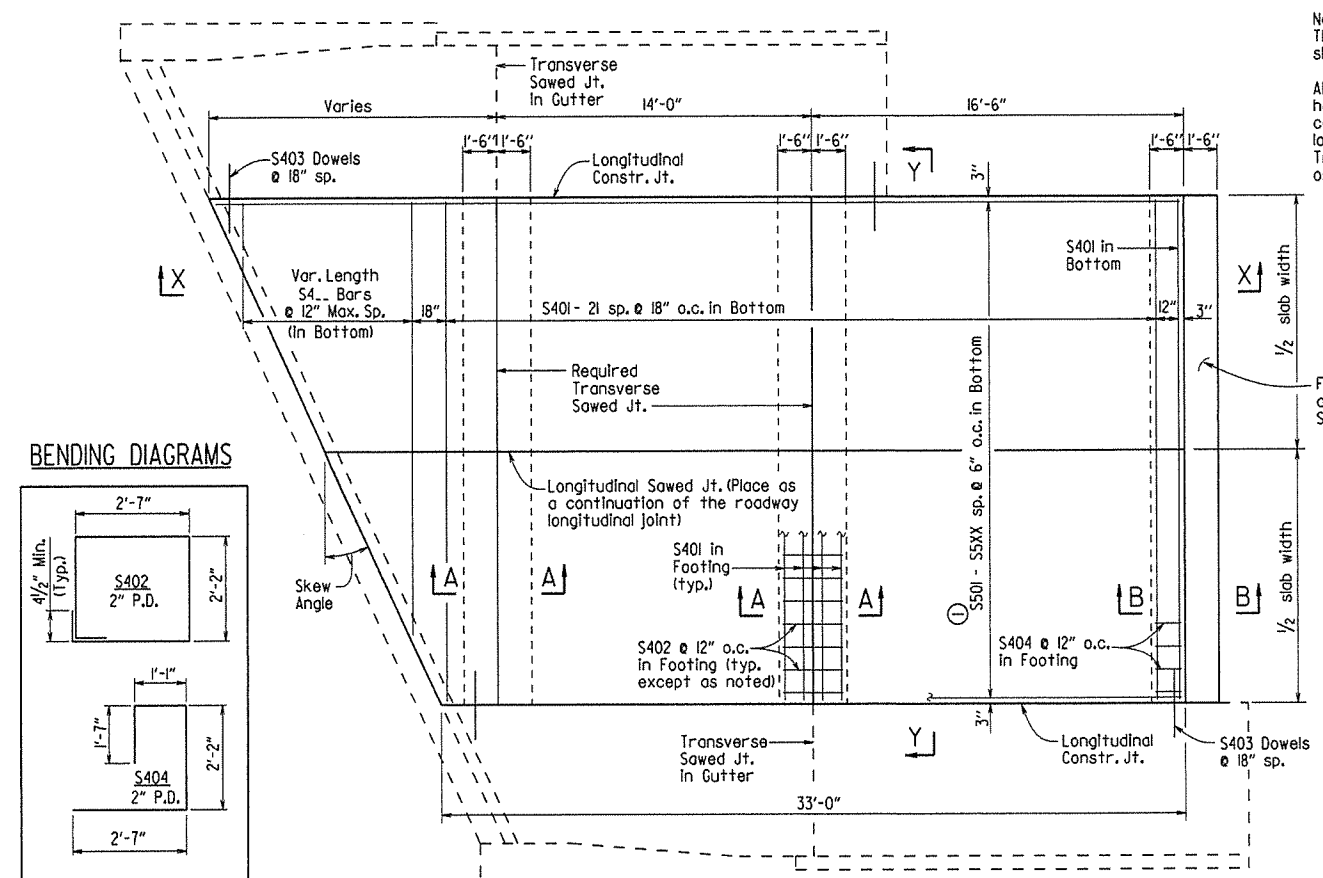 Transverse
Sawed Jt.
In Gutter
Varies
14'-0"
16'-6"
1'-6"
1'-6"
1'-6"
1'-6"
1'-6"
1'-6"
S403 Dowels
@ 18" sp.
Longitudinal
Constr. Jt.
Y
3"
X
S401 in
Bottom
X
Var. Length
S4__ Bars
@ 12" Max. Sp.
(In Bottom)
18"
S401 - 21 sp. @ 18" o.c. in Bottom
12"
3"
1/2 slab width
Required
Transverse
Sawed Jt.
S501 - S5XX sp. @ 6" o.c. in Bottom
1
BENDING DIAGRAMS
2'-7"
4 1/2" Min.
(Typ.)
S402
2" P.D.
2'-2"
1'-1"
1'-7"
S404
2" P.D.
2'-2"
2'-7"
Longitudinal Sawed Jt. (Place as
a continuation of the roadway
longitudinal joint)
Skew
Angle
S401 in
Footing
(typ.)
A
A
A
A
B
B
1/2 slab width
S402 @ 12" o.c.
in Footing (typ.
except as noted)
S404 @ 12" o.c.
in Footing
Transverse
Sawed Jt.
In Gutter
Y
3"
Longitudinal
Constr. Jt.
S403 Dowels
@ 18" sp.
33'-0"